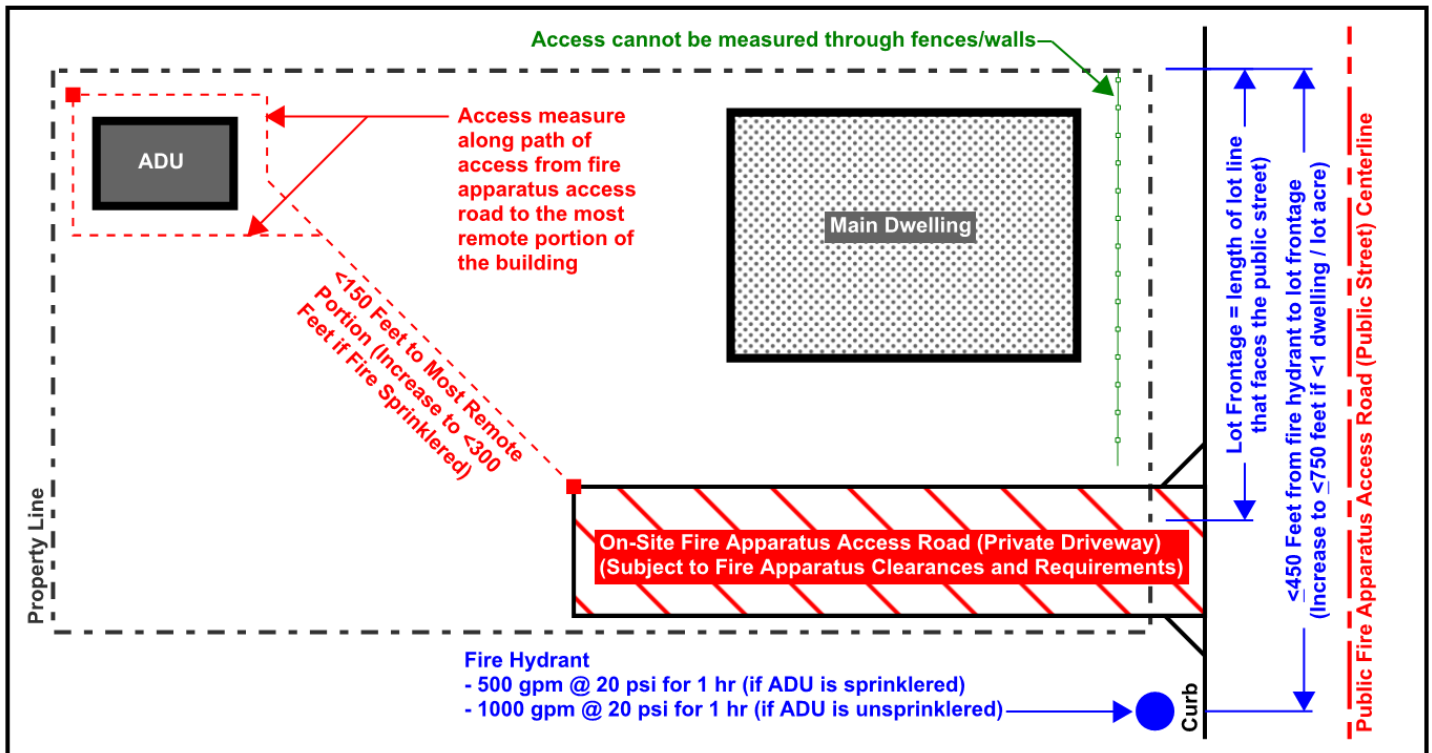 Access cannot be measured through fences/walls
ADU
Access measure
along path of
access from fire
apparatus access
road to the most
remote portion of
the building
Main Dwelling
<150 Feet to Most Remote
Portion (Increase to <300
Feet if Fire Sprinklered)
Lot Frontage = length of lot line
that faces the public street)
≤450 Feet from fire hydrant to lot frontage
(Increase to ≤750 feet if <1 dwelling / lot acre)
Public Fire Apparatus Access Road (Public Street) Centerline
Property Line
On-Site Fire Apparatus Access Road (Private Driveway)
(Subject to Fire Apparatus Clearances and Requirements)
Fire Hydrant
- 500 gpm @ 20 psi for 1 hr (if ADU is sprinklered)
- 1000 gpm @ 20 psi for 1 hr (if ADU is unsprinklered)
Curb